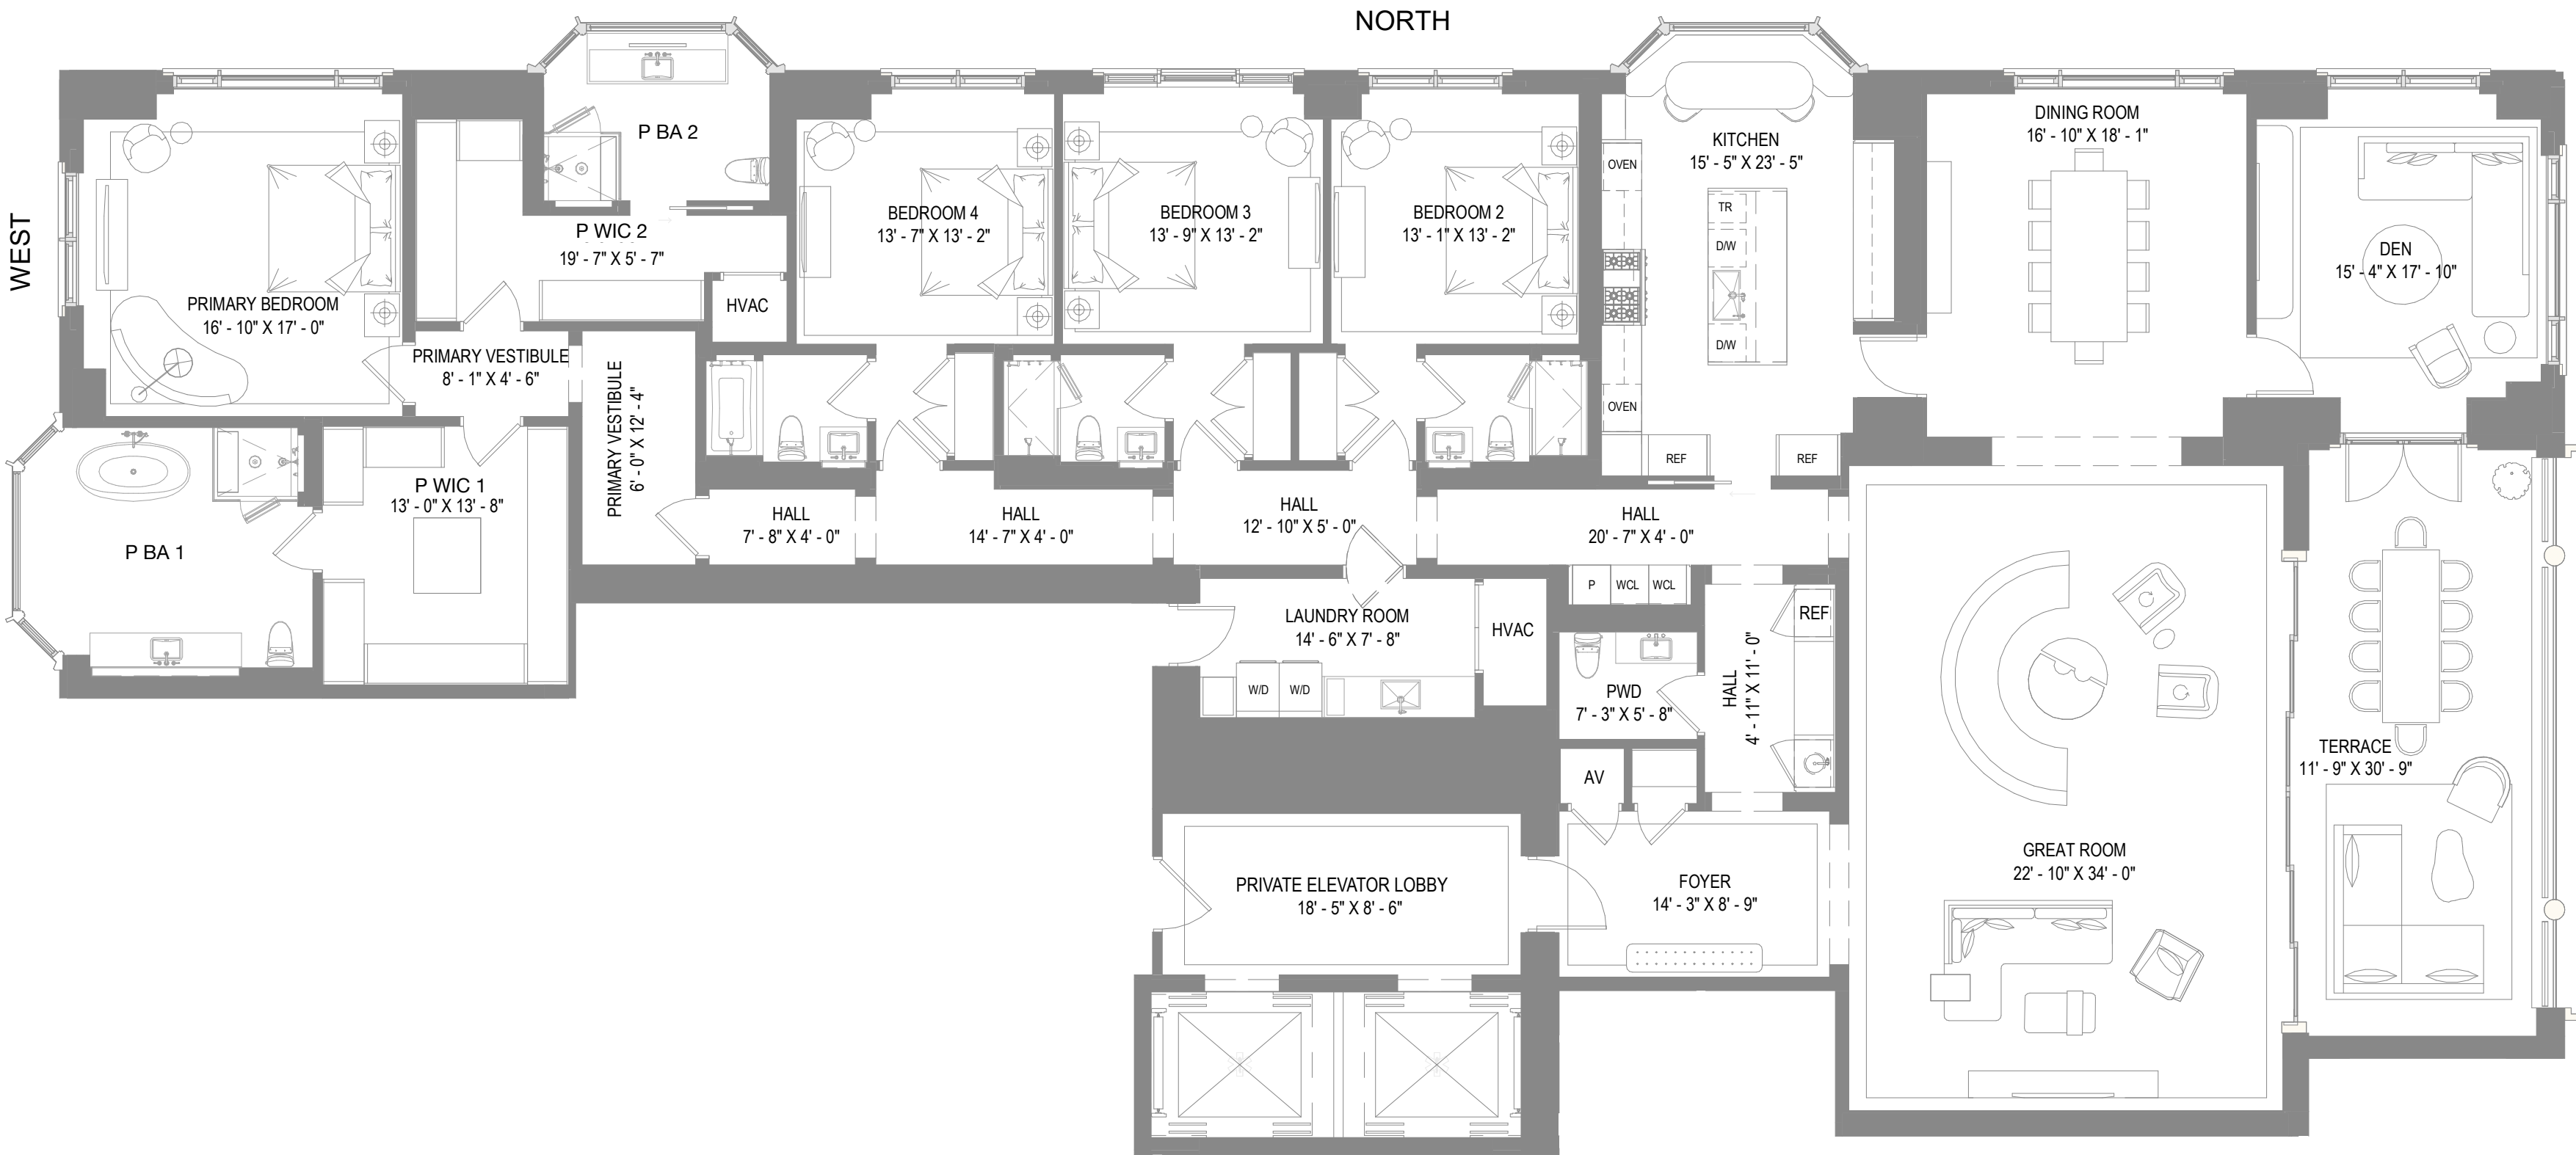 NORTH
WEST
P BA 2
DINING ROOM
16' - 10" X 18' - 1"
KITCHEN
15' - 5" X 23' - 5"
OVEN
TR
D/W
D/W
OVEN
REF
REF
BEDROOM 4
13' - 7" X 13' - 2"
BEDROOM 3
13' - 9" X 13' - 2"
BEDROOM 2
13' - 1" X 13' - 2"
P WIC 2
19' - 7" X 5' - 7"
DEN
15' - 4" X 17' - 10"
PRIMARY BEDROOM
16' - 10" X 17' - 0"
HVAC
PRIMARY VESTIBULE
8' - 1" X 4' - 6"
PRIMARY VESTIBULE
6' - 0" X 12' - 4"
P WIC 1
13' - 0" X 13' - 8"
P BA 1
HALL
7' - 8" X 4' - 0"
HALL
14' - 7" X 4' - 0"
HALL
12' - 10" X 5' - 0"
HALL
20' - 7" X 4' - 0"
P
WCL
WCL
LAUNDRY ROOM
14' - 6" X 7' - 8"
HVAC
W/D
W/D
REF
PWD
7' - 3" X 5' - 8"
HALL
4' - 11" X 11' - 0"
AV
TERRACE
11' - 9" X 30' - 9"
GREAT ROOM
22' - 10" X 34' - 0"
PRIVATE ELEVATOR LOBBY
18' - 5" X 8' - 6"
FOYER
14' - 3" X 8' - 9"